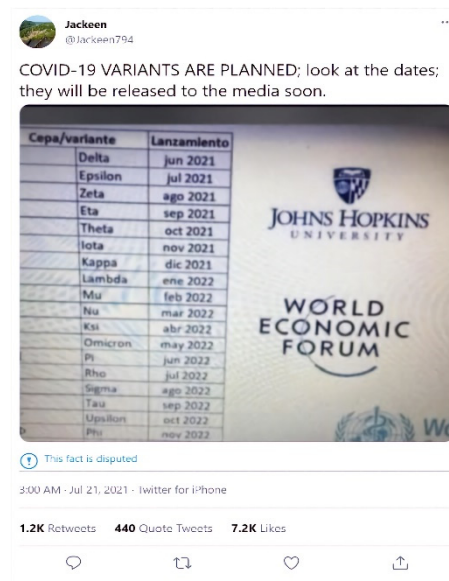 Jackeen
@Jackeen794
COVID-19 VARIANTS ARE PLANNED; look at the dates;
they will be released to the media soon.
Cepa/variante Lanzamiento
Delta jun 2021
Epsilon jul 2021
Zeta ago 2021
Eta sep 2021
Theta oct 2021
Iota nov 2021
Kappa dic 2021
Lambda ene 2022
Mu feb 2022
Nu mar 2022
Ksi abr 2022
Omicron may 2022
Pi jun 2022
Rho jul 2022
Sigma ago 2022
Tau sep 2022
Upsilon oct 2022
Phi nov 2022
JOHNS HOPKINS
UNIVERSITY
WORLD
ECONOMIC
FORUM
This fact is disputed
3:00 AM · Jul 21, 2021 · Twitter for iPhone
1.2K Retweets 440 Quote Tweets 7.2K Likes